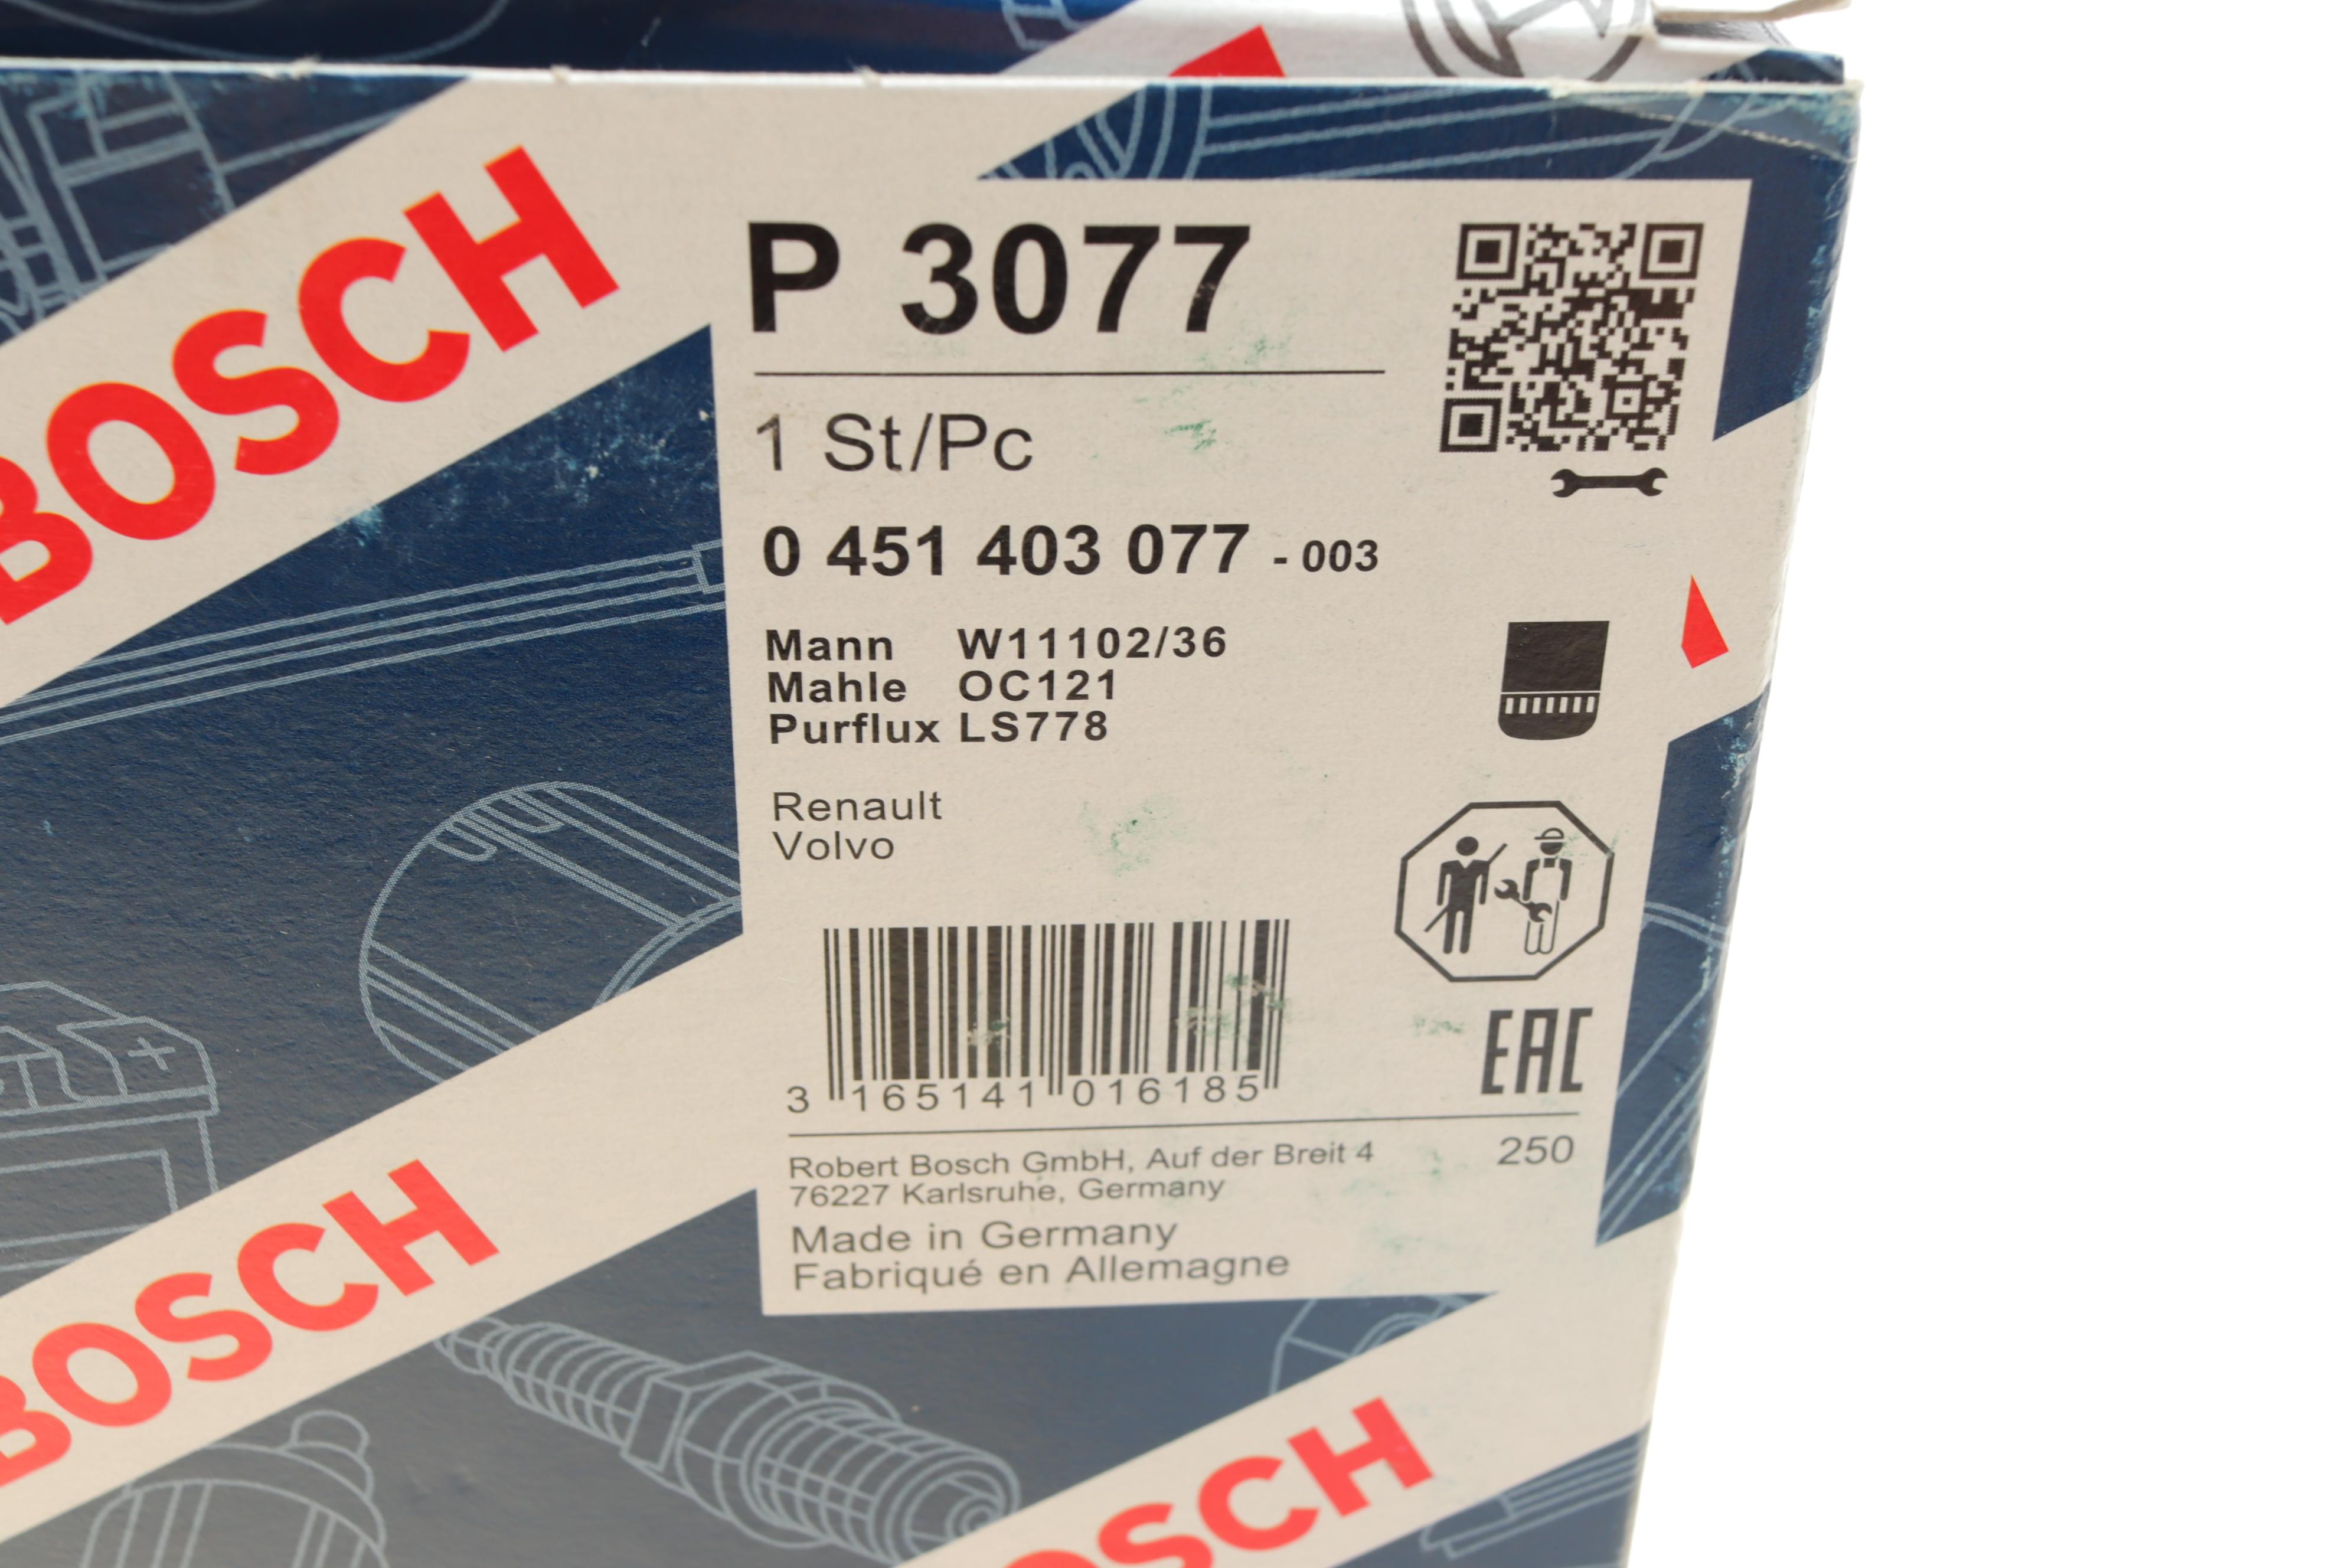 BOSCH
P 3077
1 St/Pc
0 451 403 077 - 003
Mann W11102/36
Mahle OC121
Purflux LS778
Renault
Volvo
3 165141 016185
EAC
Robert Bosch GmbH, Auf der Breit 4
76227 Karlsruhe, Germany
250
Made in Germany
Fabriqué en Allemagne
BOSCH
BOSCH